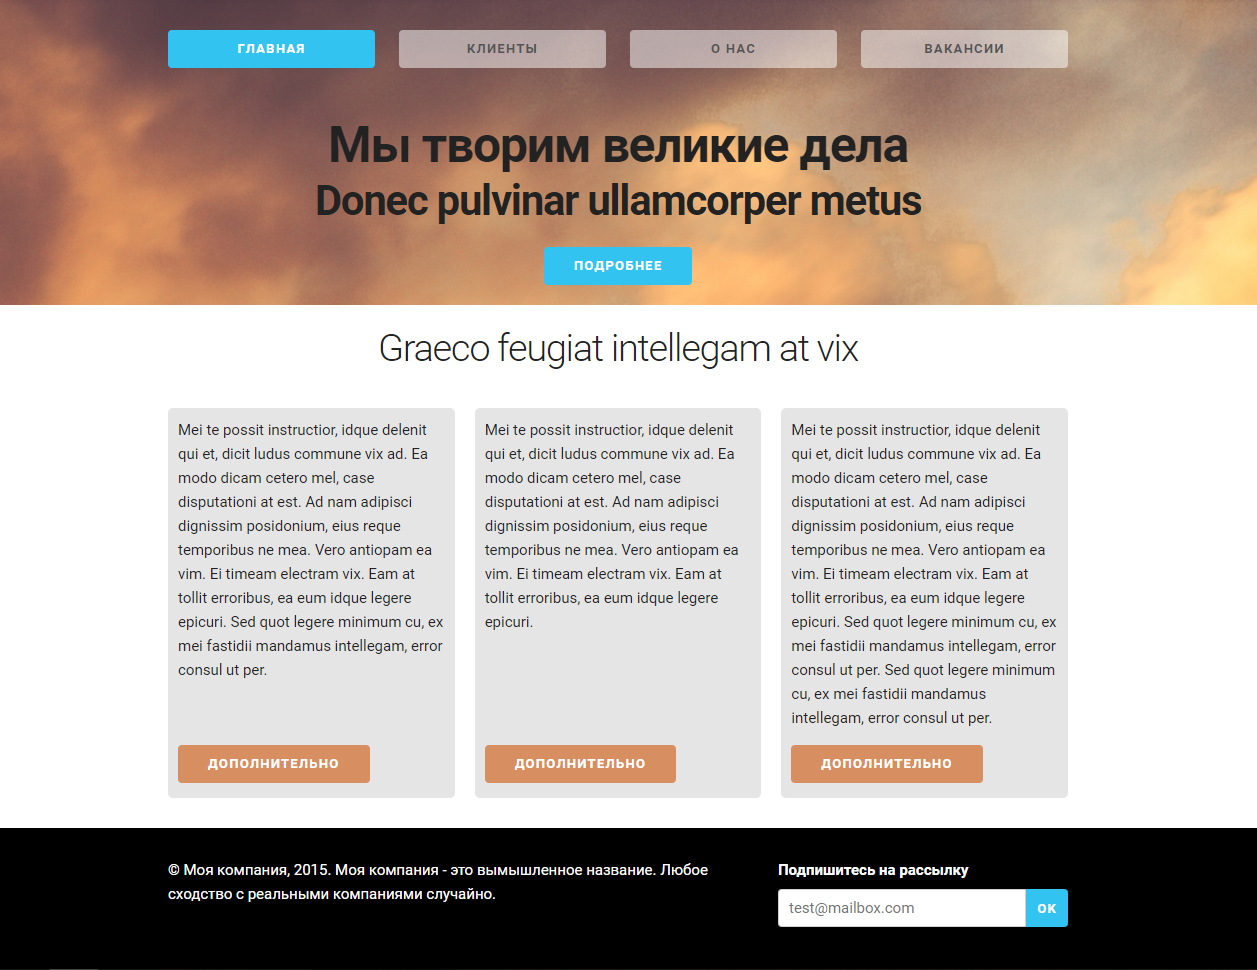 ГЛАВНАЯ
КЛИЕНТЫ
О НАС
ВАКАНСИИ
Мы творим великие дела
Donec pulvinar ullamcorper metus
ПОДРОБНЕЕ
Graeco feugiat intellegam at vix
Mei te possit instructior, idque delenit
qui et, dicit ludus commune vix ad. Ea
modo dicam cetero mel, case
disputationi at est. Ad nam adipisci
dignissim posidonium, eius reque
temporibus ne mea. Vero antiopam ea
vim. Ei timeam electram vix. Eam at
tollit erroribus, ea eum idque legere
epicuri. Sed quot legere minimum cu, ex
mei fastidii mandamus intellegam, error
consul ut per.
ДОПОЛНИТЕЛЬНО
Mei te possit instructior, idque delenit
qui et, dicit ludus commune vix ad. Ea
modo dicam cetero mel, case
disputationi at est. Ad nam adipisci
dignissim posidonium, eius reque
temporibus ne mea. Vero antiopam ea
vim. Ei timeam electram vix. Eam at
tollit erroribus, ea eum idque legere
epicuri.
ДОПОЛНИТЕЛЬНО
Mei te possit instructior, idque delenit
qui et, dicit ludus commune vix ad. Ea
modo dicam cetero mel, case
disputationi at est. Ad nam adipisci
dignissim posidonium, eius reque
temporibus ne mea. Vero antiopam ea
vim. Ei timeam electram vix. Eam at
tollit erroribus, ea eum idque legere
epicuri. Sed quot legere minimum cu, ex
mei fastidii mandamus intellegam, error
consul ut per. Sed quot legere minimum
cu, ex mei fastidii mandamus
intellegam, error consul ut per.
ДОПОЛНИТЕЛЬНО
© Моя компания, 2015. Моя компания - это вымышленное название. Любое
сходство с реальными компаниями случайно.
Подпишитесь на рассылку
test@mailbox.com
OK